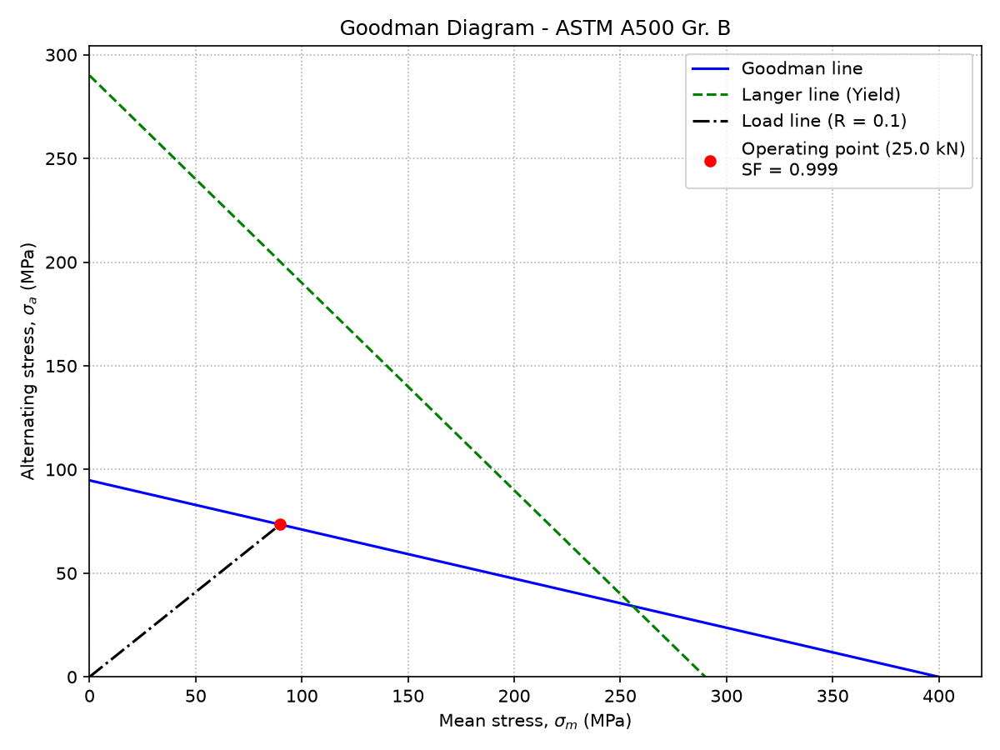 Goodman Diagram - ASTM A500 Gr. B
Goodman line
Langer line (Yield)
Load line (R = 0.1)
Operating point (25.0 kN)
SF = 0.999
Alternating stress, σₐ (MPa)
300
250
200
150
100
50
0
0 50 100 150 200 250 300 350 400
Mean stress, σₘ (MPa)